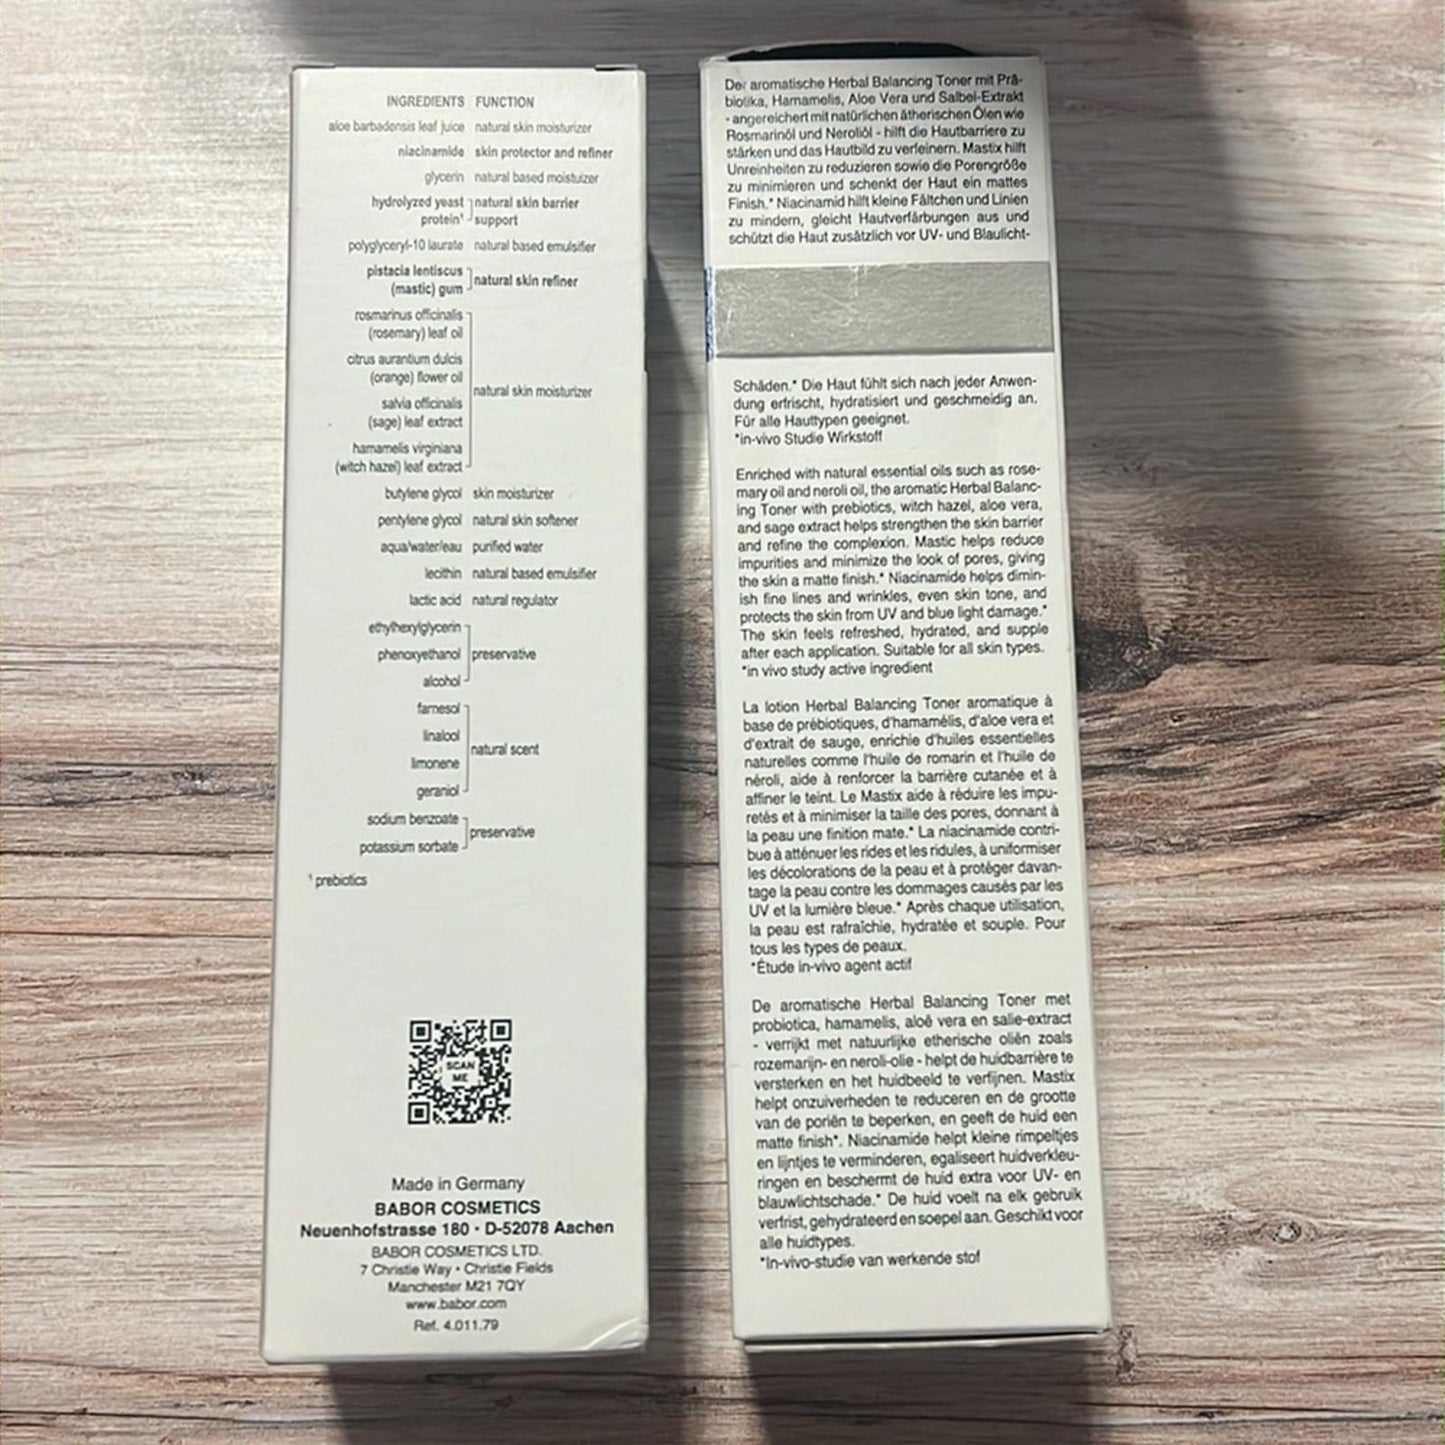 INGREDIENTS FUNCTION
aloe barbadensis leaf juice natural skin moisturizer
niacinamide skin protector and refiner
glycerin natural based moistuizer
hydrolyzed yeast natural skin barrier
protein¹ support
polyglyceryl-10 laurate natural based emulsifier
pistacia lentiscus
(mastic) gum natural skin refiner
rosmarinus officinalis
(rosemary) leaf oil
citrus aurantium dulcis
(orange) flower oil
natural skin moisturizer
salvia officinalis
(sage) leaf extract
hamamelis virginiana
(witch hazel) leaf extract
butylene glycol skin moisturizer
pentylene glycol natural skin softener
aqua/water/eau purified water
lecithin natural based emulsifier
lactic acid natural regulator
ethylhexylglycerin
phenoxyethanol preservative
alcohol
farnesol
linalool
natural scent
limonene
geraniol
sodium benzoate
preservative
potassium sorbate
¹ prebiotics
SCAN
ME
Made in Germany
BABOR COSMETICS
Neuenhofstrasse 180 • D-52078 Aachen
BABOR COSMETICS LTD.
7 Christie Way • Christie Fields
Manchester M21 7QY
www.babor.com
Ref. 4.011.79
Der aromatische Herbal Balancing Toner mit Prä-
biotika, Hamamelis, Aloe Vera und Salbei-Extrakt
- angereichert mit natürlichen ätherischen Ölen wie
Rosmarinöl und Neroliöl - hilft die Hautbarriere zu
stärken und das Hautbild zu verfeinern. Mastix hilft
Unreinheiten zu reduzieren sowie die Porengröße
zu minimieren und schenkt der Haut ein mattes
Finish.* Niacinamid hilft kleine Fältchen und Linien
zu mindern, gleicht Hautverfärbungen aus und
schützt die Haut zusätzlich vor UV- und Blaulicht-
Schäden.* Die Haut fühlt sich nach jeder Anwen-
dung erfrischt, hydratisiert und geschmeidig an.
Für alle Hauttypen geeignet.
*in-vivo Studie Wirkstoff
Enriched with natural essential oils such as rose-
mary oil and neroli oil, the aromatic Herbal Balanc-
ing Toner with prebiotics, witch hazel, aloe vera,
and sage extract helps strengthen the skin barrier
and refine the complexion. Mastic helps reduce
impurities and minimize the look of pores, giving
the skin a matte finish.* Niacinamide helps dimin-
ish fine lines and wrinkles, even skin tone, and
protects the skin from UV and blue light damage.*
The skin feels refreshed, hydrated, and supple
after each application. Suitable for all skin types.
*in vivo study active ingredient
La lotion Herbal Balancing Toner aromatique à
base de prébiotiques, d'hamamélis, d'aloe vera et
d'extrait de sauge, enrichie d'huiles essentielles
naturelles comme l'huile de romarin et l'huile de
néroli, aide à renforcer la barrière cutanée et à
affiner le teint. Le Mastix aide à réduire les impu-
retés et à minimiser la taille des pores, donnant à
la peau une finition mate.* La niacinamide contri-
bue à atténuer les rides et les ridules, à uniformiser
les décolorations de la peau et à protéger davan-
tage la peau contre les dommages causés par les
UV et la lumière bleue.* Après chaque utilisation,
la peau est rafraîchie, hydratée et souple. Pour
tous les types de peaux.
*Étude in-vivo agent actif
De aromatische Herbal Balancing Toner met
probiotica, hamamelis, aloë vera en salie-extract
- verrijkt met natuurlijke etherische oliën zoals
rozemarijn- en neroli-olie - helpt de huidbarrière te
versterken en het huidbeeld te verfijnen. Mastix
helpt onzuiverheden te reduceren en de grootte
van de poriën te beperken, en geeft de huid een
matte finish*. Niacinamide helpt kleine rimpeltjes
en lijntjes te verminderen, egaliseert huidverkleu-
ringen en beschermt de huid extra voor UV- en
blauwlichtschade.* De huid voelt na elk gebruik
verfrist, gehydrateerd en soepel aan. Geschikt voor
alle huidtypes.
*In-vivo-studie van werkende stof